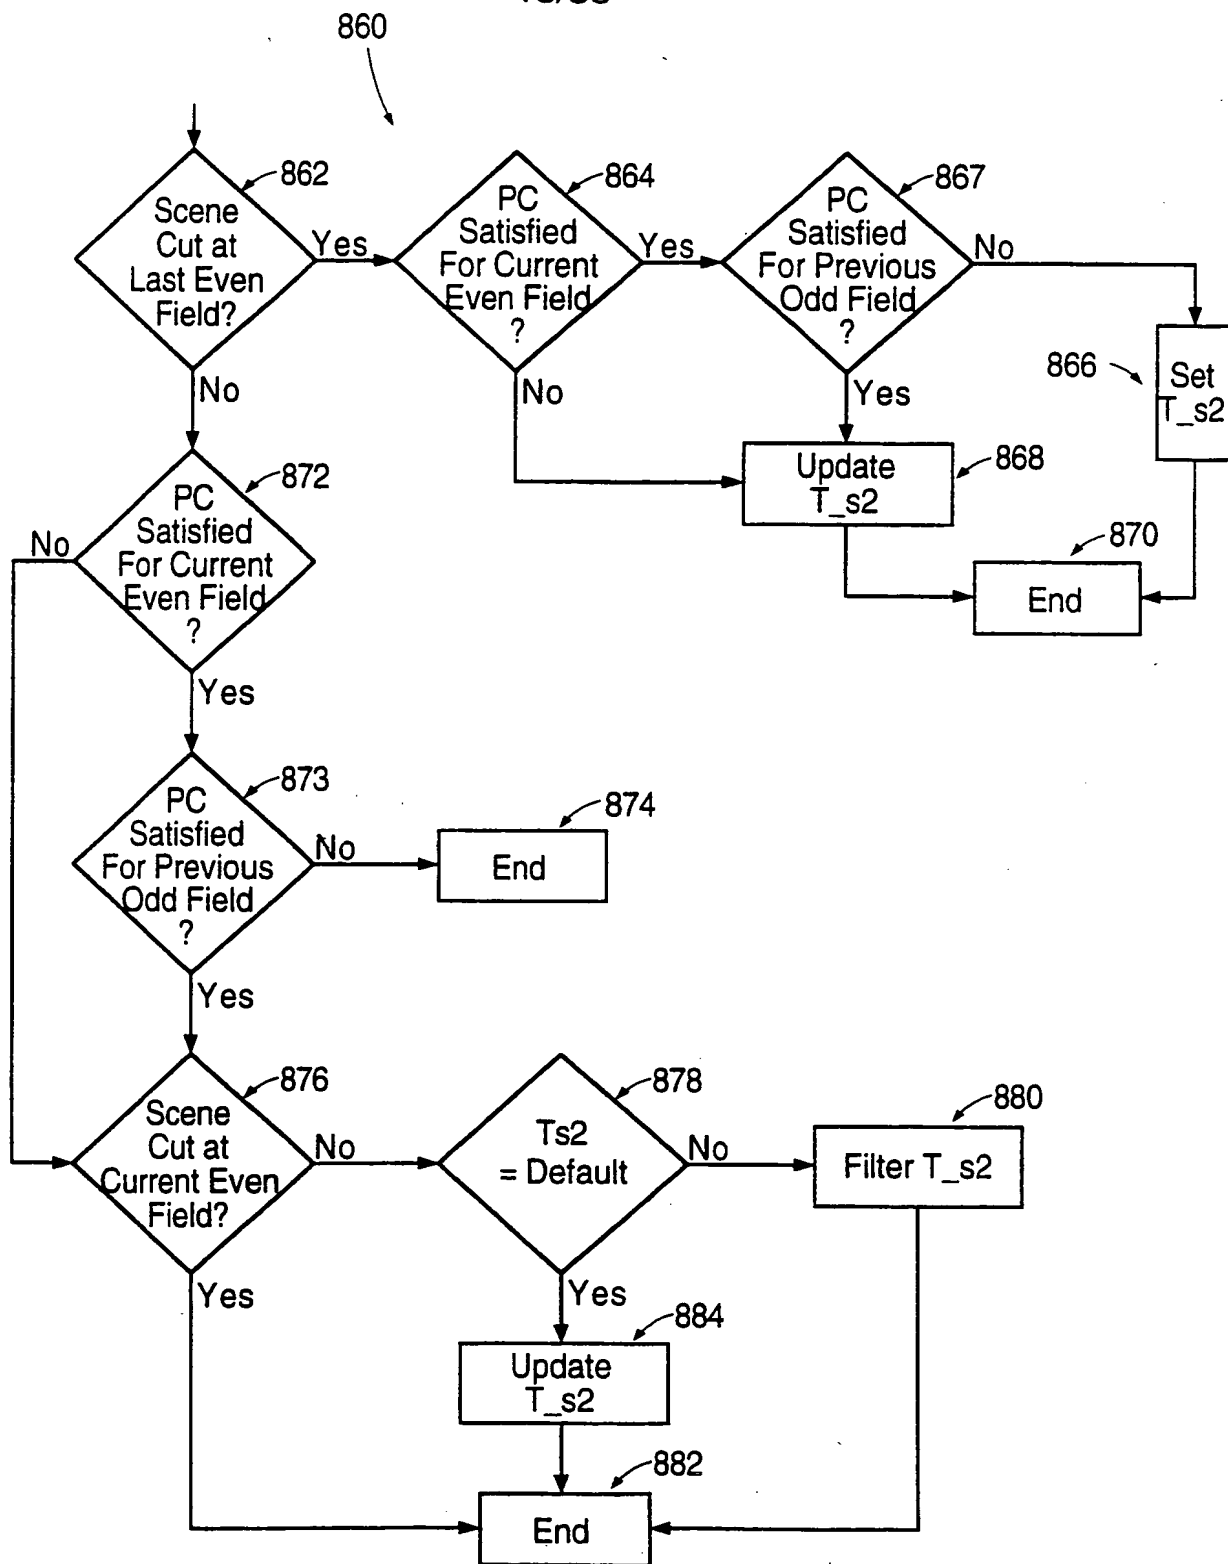 860
862
Scene
Cut at
Last Even
Field?
Yes
No
864
PC
Satisfied
For Current
Even Field
?
Yes
No
867
PC
Satisfied
For Previous
Odd Field
?
No
Yes
866
Set
T_s2
Update
T_s2
868
870
End
872
PC
Satisfied
For Current
Even Field
?
No
Yes
873
PC
Satisfied
For Previous
Odd Field
?
No
Yes
874
End
876
Scene
Cut at
Current Even
Field?
No
Yes
878
Ts2
= Default
No
Yes
880
Filter T_s2
884
Update
T_s2
882
End